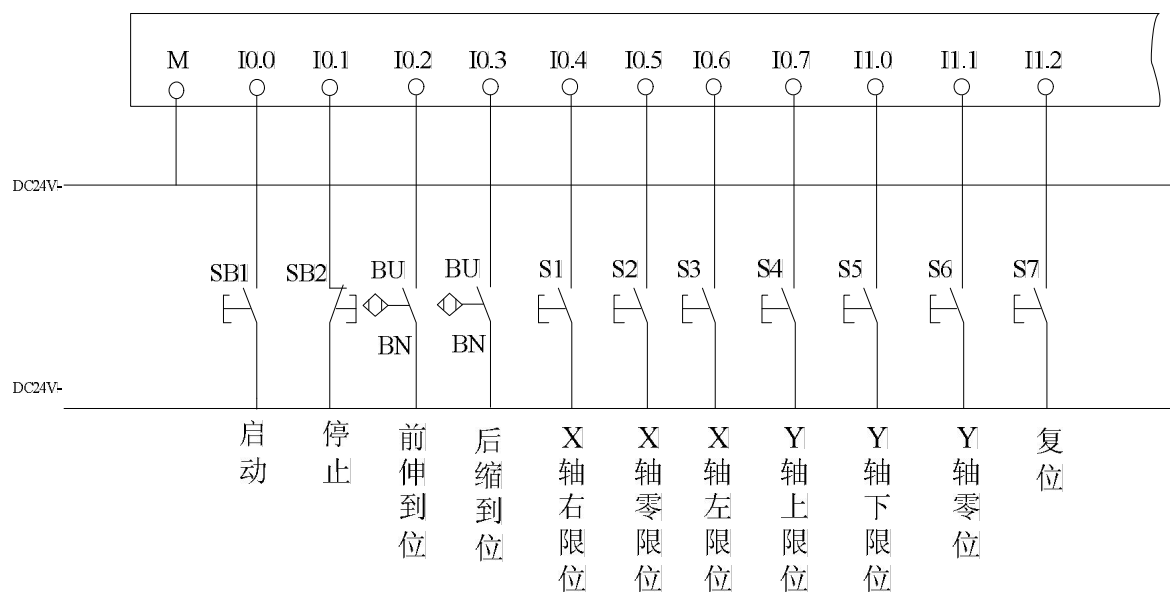 M I0.0 I0.1 I0.2 I0.3 I0.4 I0.5 I0.6 I0.7 I1.0 I1.1 I1.2
DC24V-
SB1 SB2 BU BU S1 S2 S3 S4 S5 S6 S7
BN BN
DC24V-
启动
停止
前伸到位
后缩到位
X轴右限位
X轴零限位
X轴左限位
Y轴上限位
Y轴下限位
Y轴零位
复位